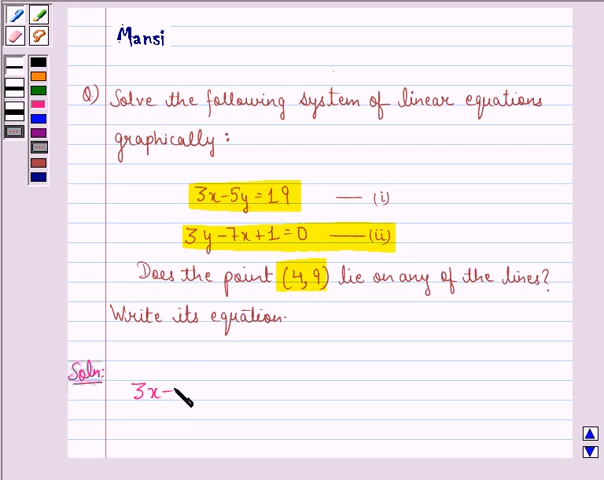 Mansi
Q) Solve the following system of linear equations
graphically:
3x-5y=19 —— (i)
3y-7x+1=0 ——(ii)
Does the point (4,9) lie on any of the lines?
Write its equation.
Soln:
3x-